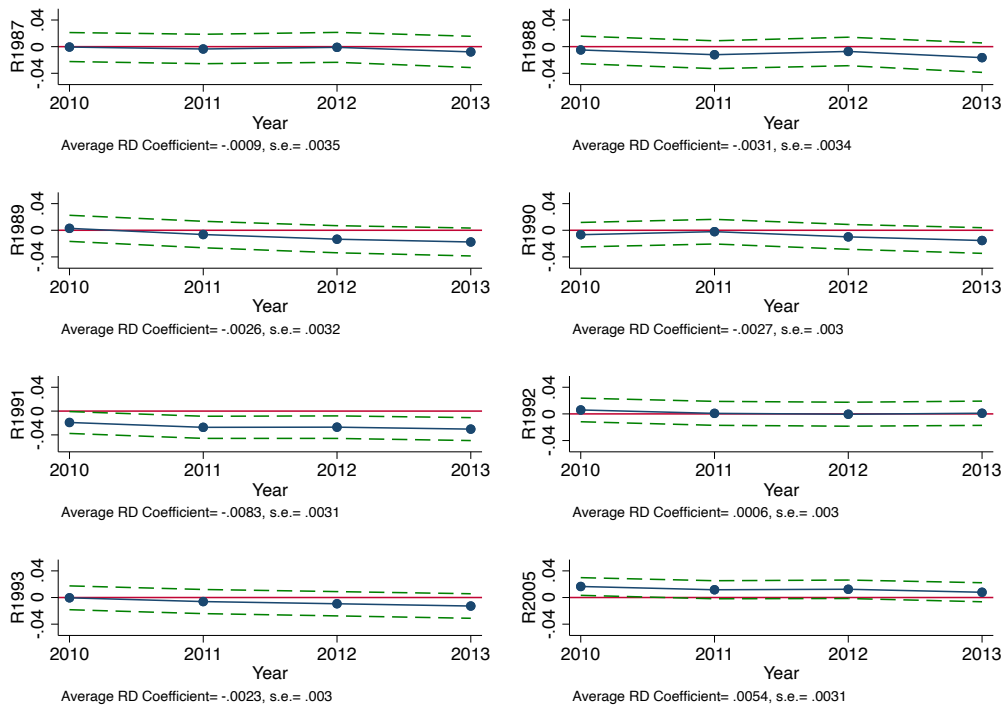 R1987
.04
0
-.04
2010 2011 2012 2013
Year
Average RD Coefficient= -.0009, s.e.= .0035
R1988
.04
0
-.04
2010 2011 2012 2013
Year
Average RD Coefficient= -.0031, s.e.= .0034
R1989
.04
0
-.04
2010 2011 2012 2013
Year
Average RD Coefficient= -.0026, s.e.= .0032
R1990
.04
0
-.04
2010 2011 2012 2013
Year
Average RD Coefficient= -.0027, s.e.= .003
R1991
.04
0
-.04
2010 2011 2012 2013
Year
Average RD Coefficient= -.0083, s.e.= .0031
R1992
.04
0
-.04
2010 2011 2012 2013
Year
Average RD Coefficient= .0006, s.e.= .003
R1993
.04
0
-.04
2010 2011 2012 2013
Year
Average RD Coefficient= -.0023, s.e.= .003
R2005
.04
0
-.04
2010 2011 2012 2013
Year
Average RD Coefficient= .0054, s.e.= .0031